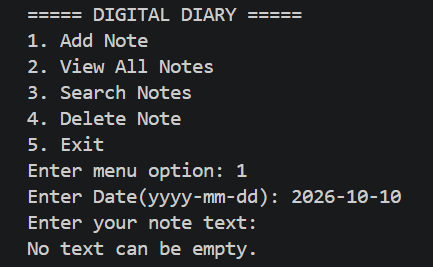 ===== DIGITAL DIARY =====
1. Add Note
2. View All Notes
3. Search Notes
4. Delete Note
5. Exit
Enter menu option: 1
Enter Date(yyyy-mm-dd): 2026-10-10
Enter your note text:
No text can be empty.